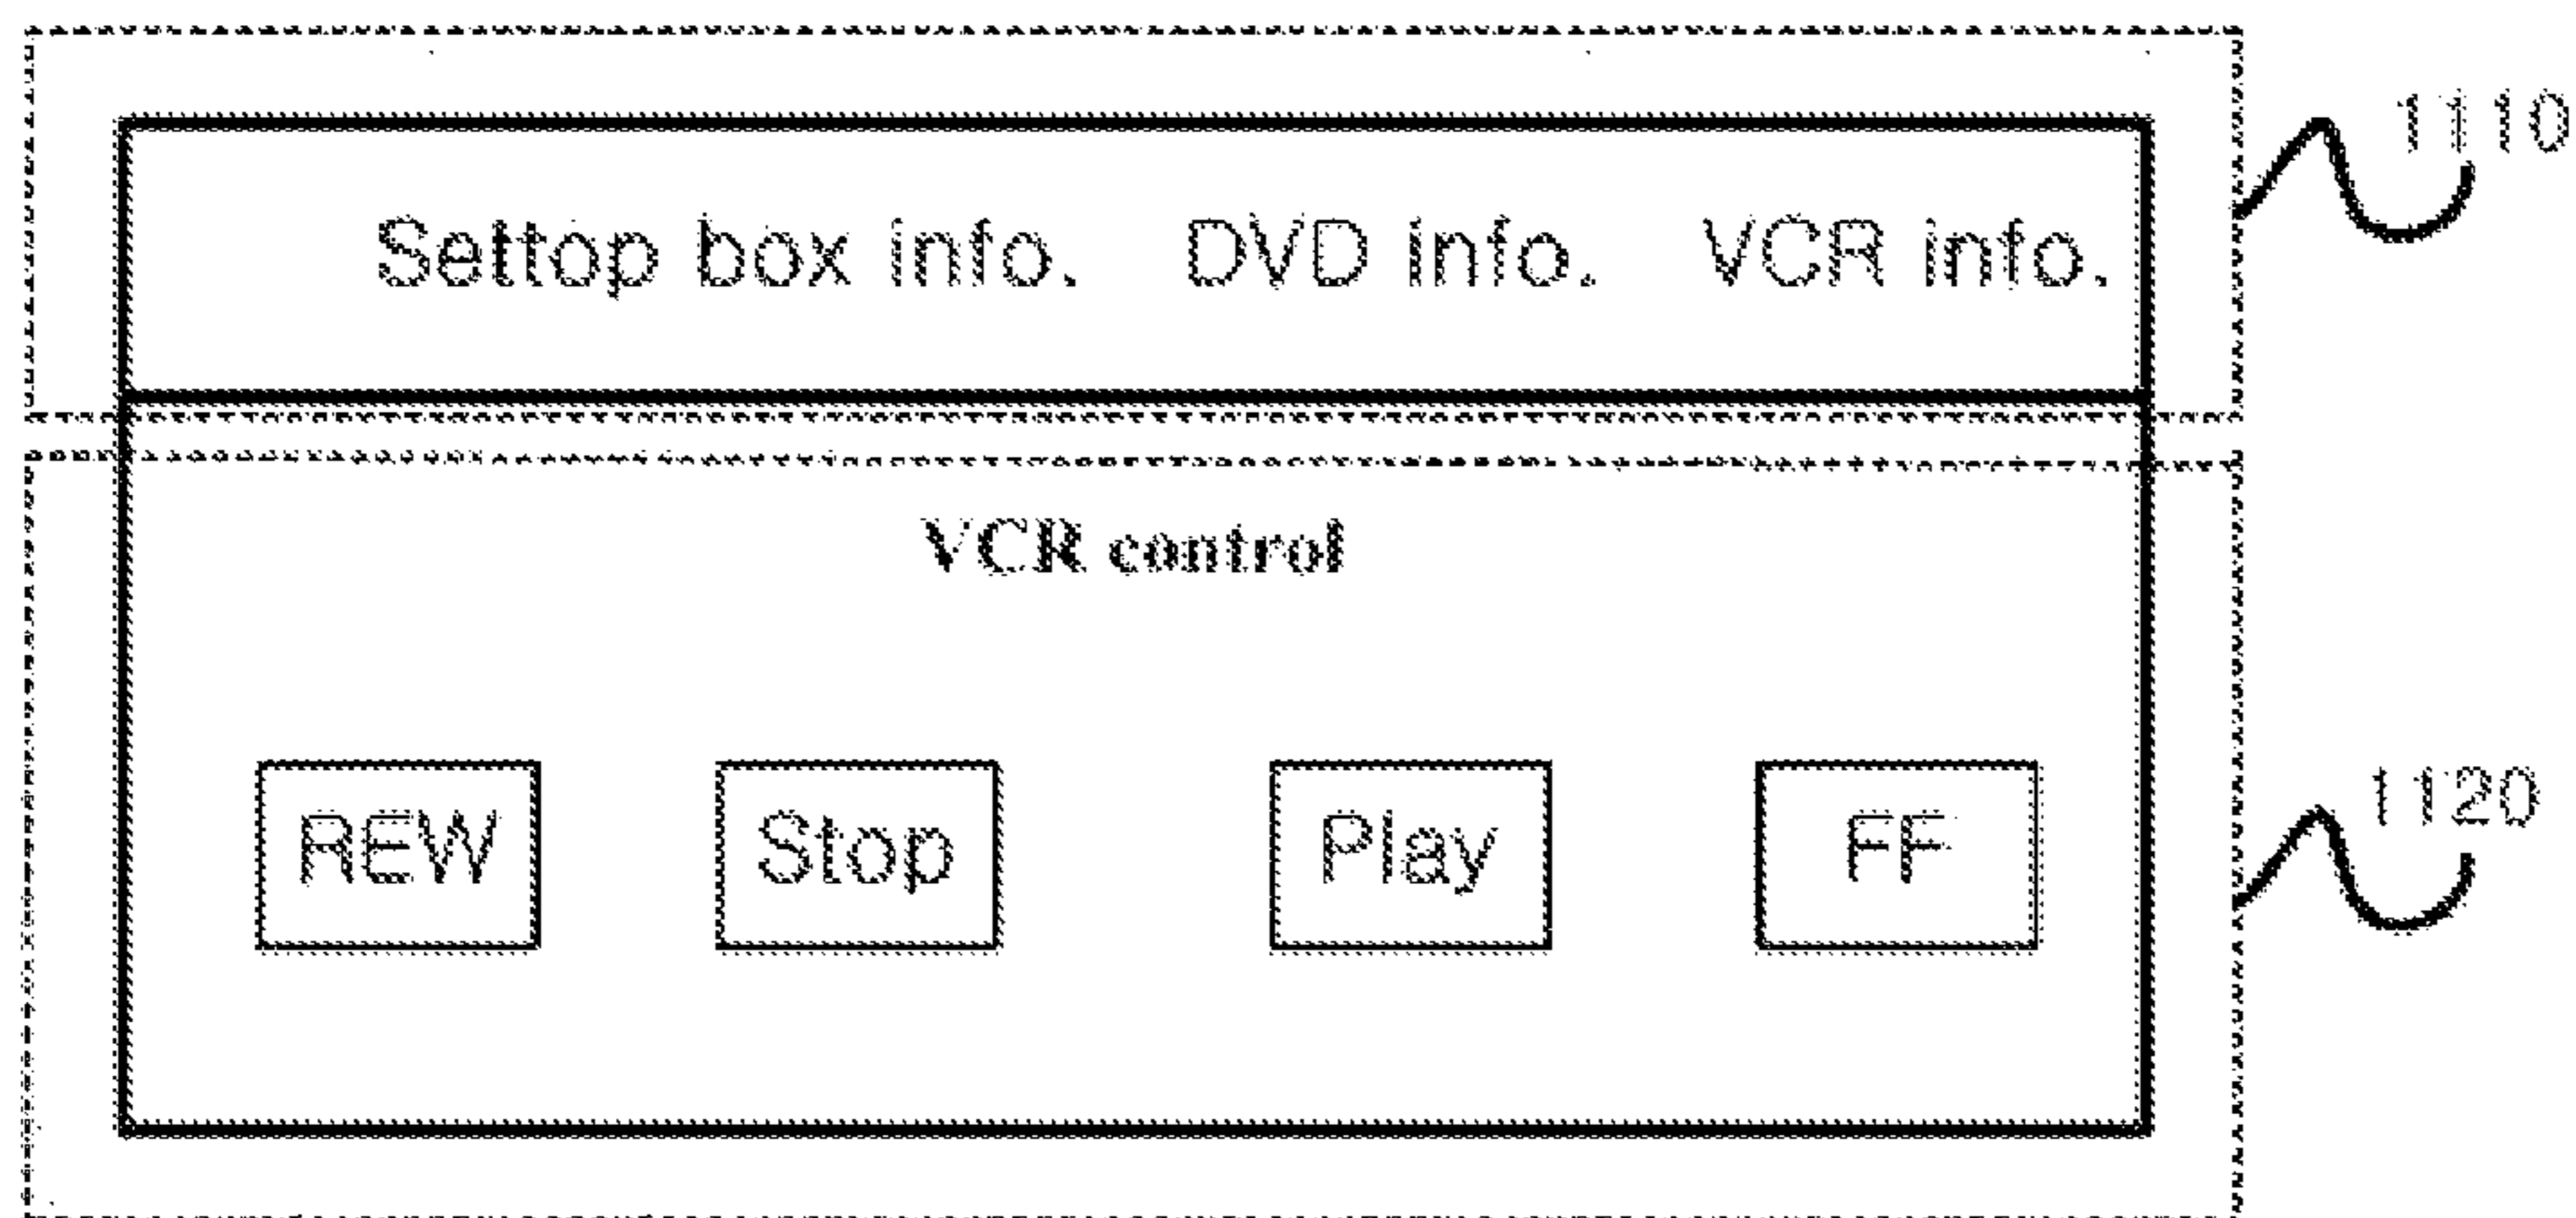 1110
Settop box info. DVD info. VCR info.
VCR control
REW Stop Play FF
1120